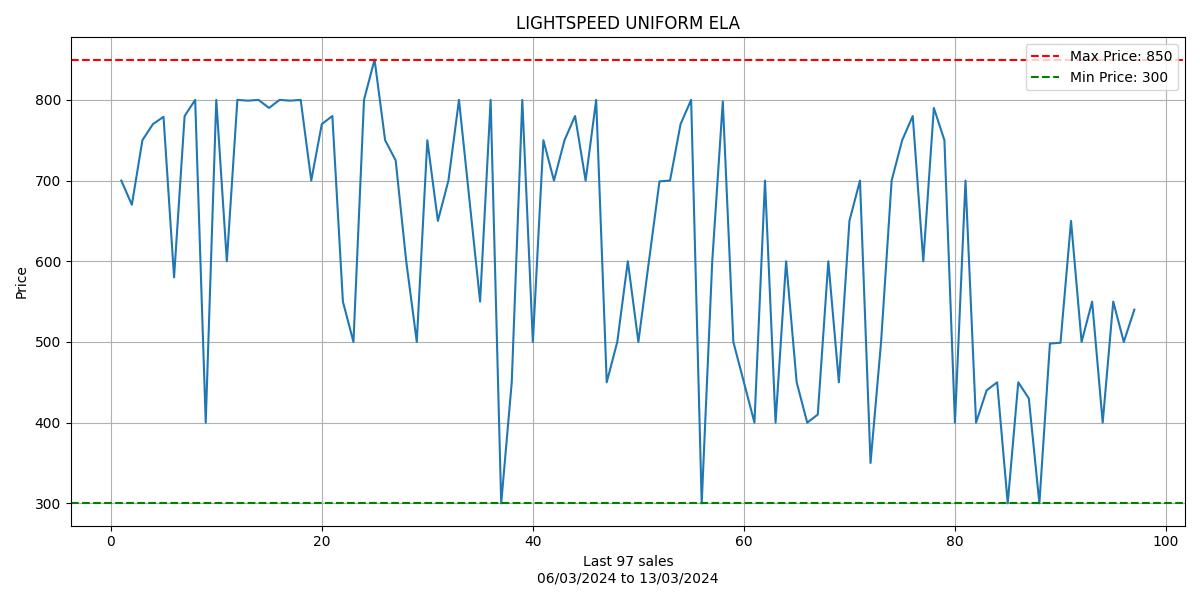 LIGHTSPEED UNIFORM ELA
Max Price: 850
Min Price: 300
Price
800
700
600
500
400
300
0 20 40 60 80 100
Last 97 sales
06/03/2024 to 13/03/2024